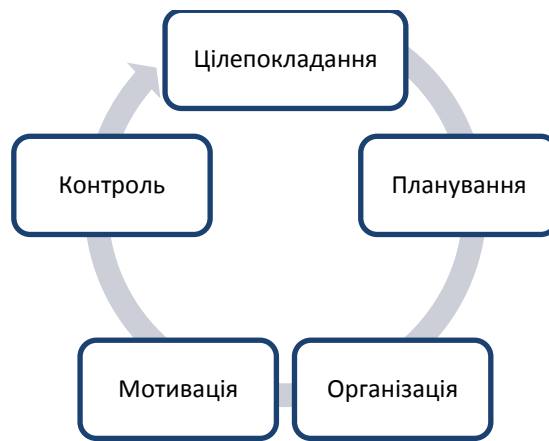 Цілепокладання
Планування
Організація
Мотивація
Контроль